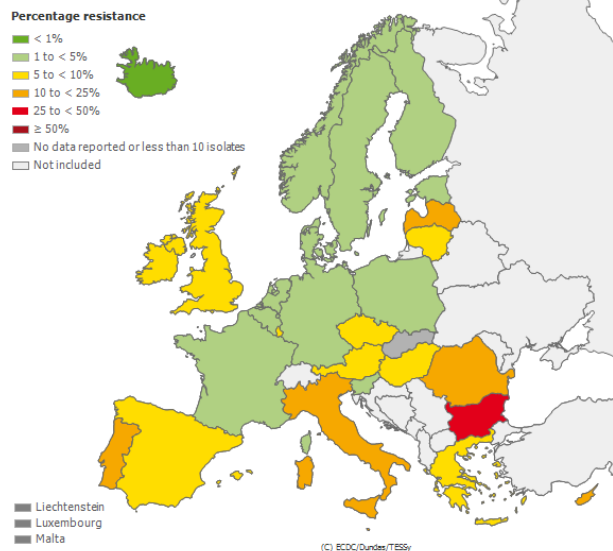 Percentage resistance
< 1%
1 to < 5%
5 to < 10%
10 to < 25%
25 to < 50%
≥ 50%
No data reported or less than 10 isolates
Not included
Liechtenstein
Luxembourg
Malta
(C) ECDC/Dundas/TESSy